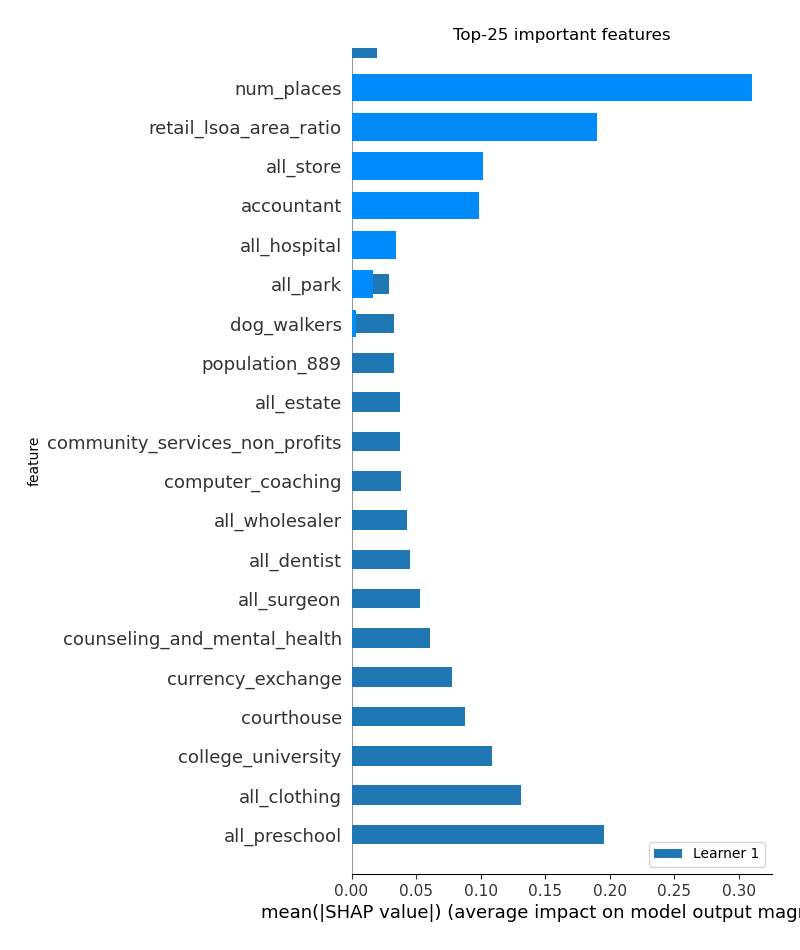 Top-25 important features
num_places
retail_lsoa_area_ratio
all_store
accountant
all_hospital
all_park
dog_walkers
population_889
all_estate
feature
community_services_non_profits
computer_coaching
all_wholesaler
all_dentist
all_surgeon
counseling_and_mental_health
currency_exchange
courthouse
college_university
all_clothing
all_preschool
Learner 1
0.00 0.05 0.10 0.15 0.20 0.25 0.30
mean(|SHAP value|) (average impact on model output magn